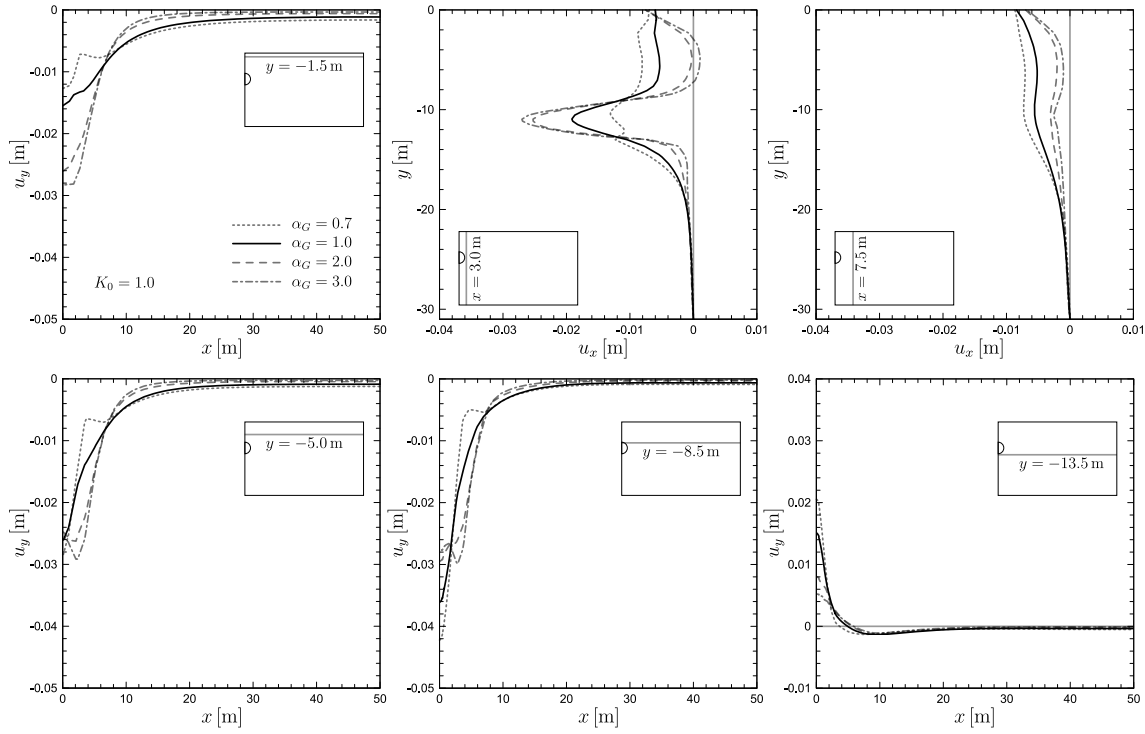 0
-0.01
-0.02
-0.03
-0.04
-0.05
u_y [m]
0 10 20 30 40 50
x [m]
y = −1.5 m
α_G = 0.7
α_G = 1.0
α_G = 2.0
α_G = 3.0
K_0 = 1.0
0
-10
-20
-30
y [m]
-0.04 -0.03 -0.02 -0.01 0 0.01
u_x [m]
x = 3.0 m
0
-10
-20
-30
y [m]
-0.04 -0.03 -0.02 -0.01 0 0.01
u_x [m]
x = 7.5 m
0
-0.01
-0.02
-0.03
-0.04
-0.05
u_y [m]
0 10 20 30 40 50
x [m]
y = −5.0 m
0
-0.01
-0.02
-0.03
-0.04
-0.05
u_y [m]
0 10 20 30 40 50
x [m]
y = −8.5 m
0.04
0.03
0.02
0.01
0
-0.01
u_y [m]
0 10 20 30 40 50
x [m]
y = −13.5 m